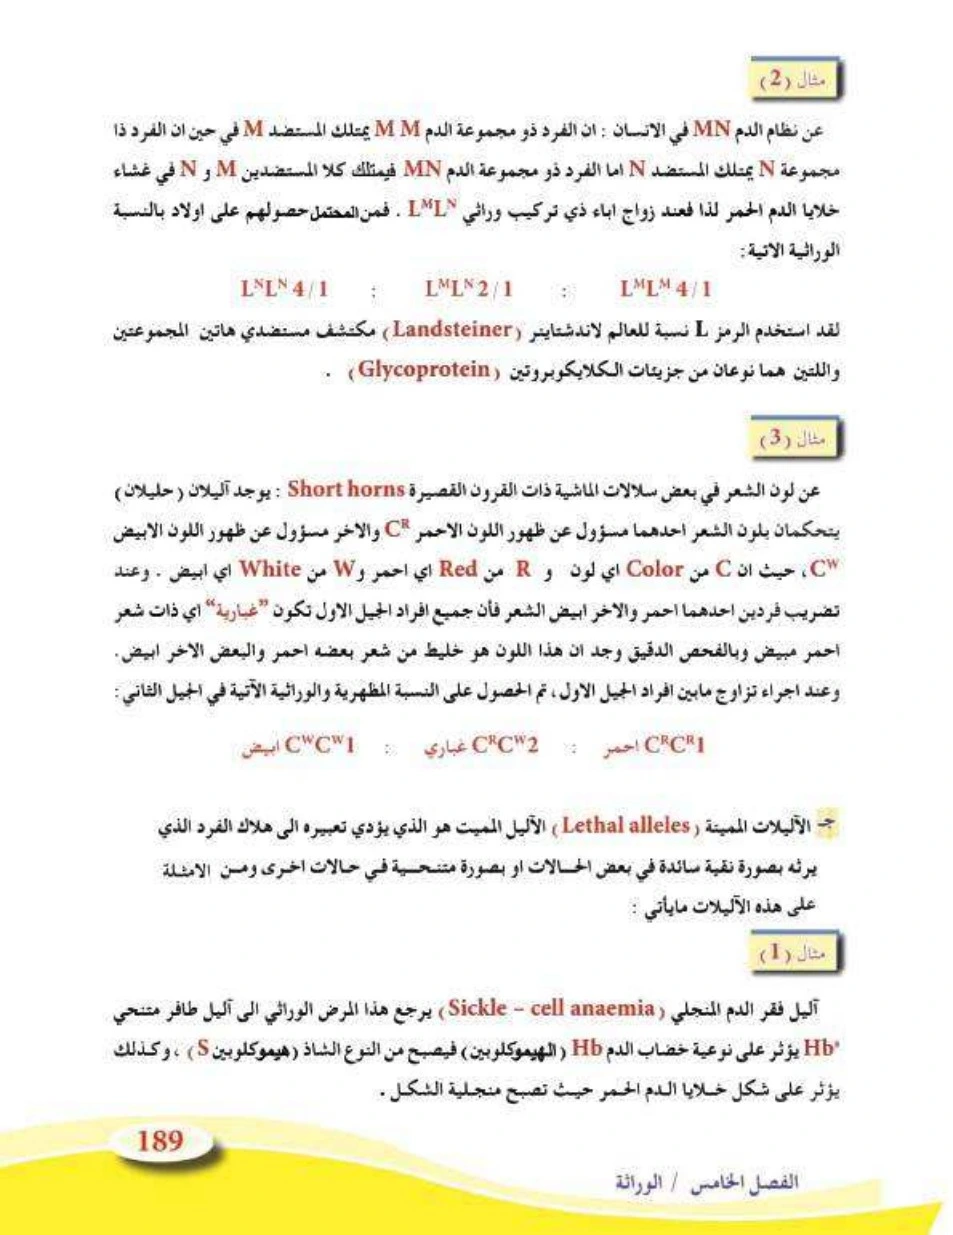 مثال (2)
عن نظام الدم MN في الانسان : ان الفرد ذو مجموعة الدم M M يمتلك المستضد M في حين ان الفرد ذا
مجموعة N يمتلك المستضد N اما الفرد ذو مجموعة الدم MN فيمتلك كلا المستضدين M و N في غشاء
خلايا الدم الحمر لذا فعند زواج اباء ذي تركيب وراثي LᴹLᴺ . فمن المحتمل حصولهم على اولاد بالنسبة
الوراثية الاتية:
LᴹLᴹ 4/1 : LᴹLᴺ 2/1 : LᴺLᴺ 4/1
لقد استخدم الرمز L نسبة للعالم لاندشتاينر (Landsteiner) مكتشف مستضدي هاتين المجموعتين
واللتين هما نوعان من جزيئات الكلايكوبروتين (Glycoprotein) .
مثال (3)
عن لون الشعر في بعض سلالات الماشية ذات القرون القصيرة Short horns : يوجد آليلان (حليلان)
يتحكمان بلون الشعر احدهما مسؤول عن ظهور اللون الاحمر Cᴿ والاخر مسؤول عن ظهور اللون الابيض
Cᵂ ، حيث ان C من Color اي لون و R من Red اي احمر و W من White اي ابيض . وعند
تضريب فردين احدهما احمر والاخر ابيض الشعر فأن جميع افراد الجيل الاول تكون "غبارية" اي ذات شعر
احمر مبيض وبالفحص الدقيق وجد ان هذا اللون هو خليط من شعر بعضه احمر والبعض الاخر ابيض.
وعند اجراء تزاوج مابين افراد الجيل الاول ، تم الحصول على النسبة المظهرية والوراثية الآتية في الجيل الثاني :
CᴿCᴿ1 احمر : CᴿCᵂ2 غباري : CᵂCᵂ1 ابيض
جـ الآليلات المميتة (Lethal alleles) الآليل المميت هو الذي يؤدي تعبيره الى هلاك الفرد الذي
يرثه بصورة نقية سائدة في بعض الحالات او بصورة متنحية في حالات اخرى ومن الامثلة
على هذه الآليلات مايأتي :
مثال (1)
آليل فقر الدم المنجلي (Sickle – cell anaemia) يرجع هذا المرض الوراثي الى آليل طافر متنحي
Hbˢ يؤثر على نوعية خضاب الدم Hb (الهيموكلوبين) فيصبح من النوع الشاذ (هيموكلوبين S) ، وكذلك
يؤثر على شكل خلايا الدم الحمر حيث تصبح منجلية الشكل .
189
الفصل الخامس / الوراثة